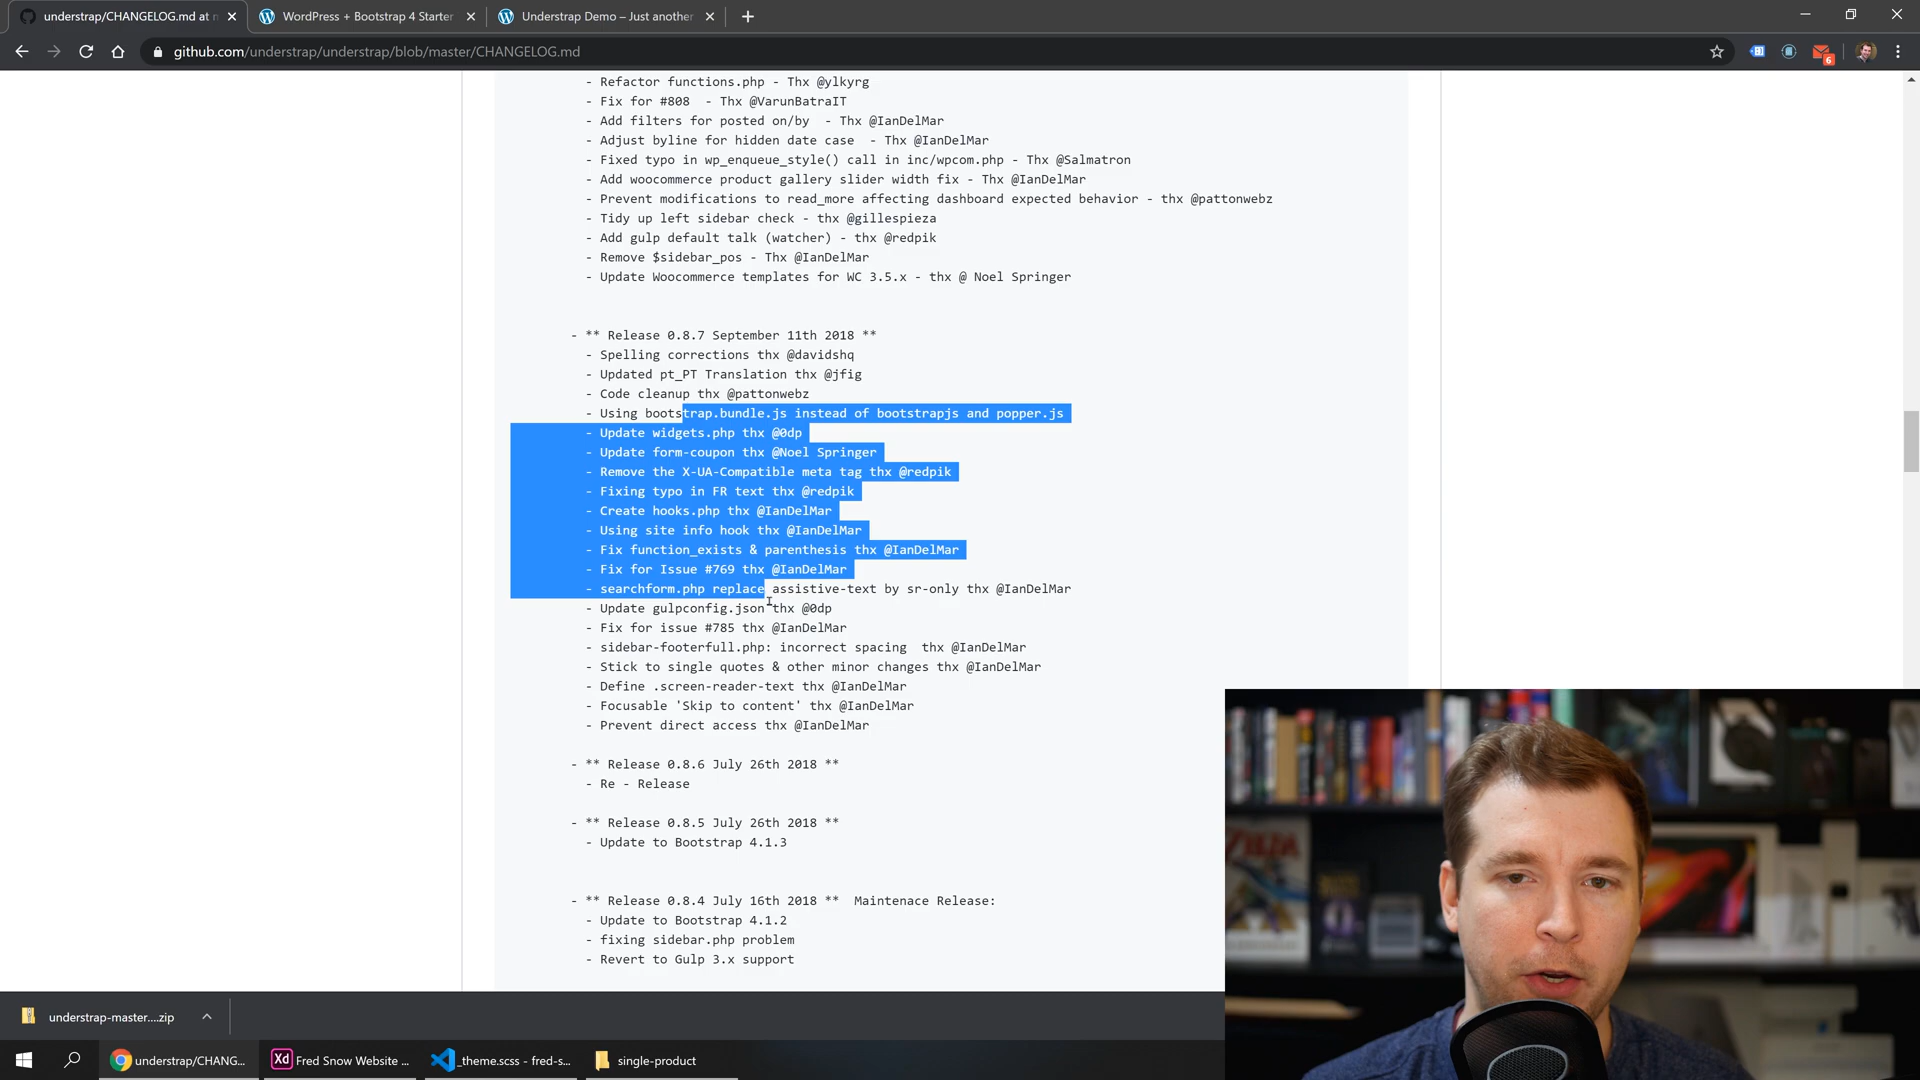 understrap/CHANGELOG.md at m
WordPress + Bootstrap 4 Starter
Understrap Demo – Just another
github.com/understrap/understrap/blob/master/CHANGELOG.md
6
- Refactor functions.php - Thx @ylkyrg
- Fix for #808  - Thx @VarunBatraIT
- Add filters for posted on/by  - Thx @IanDelMar
- Adjust byline for hidden date case  - Thx @IanDelMar
- Fixed typo in wp_enqueue_style() call in inc/wpcom.php - Thx @Salmatron
- Add woocommerce product gallery slider width fix - Thx @IanDelMar
- Prevent modifications to read_more affecting dashboard expected behavior - thx @pattonwebz
- Tidy up left sidebar check - thx @gillespieza
- Add gulp default talk (watcher) - thx @redpik
- Remove $sidebar_pos - Thx @IanDelMar
- Update Woocommerce templates for WC 3.5.x - thx @ Noel Springer
- ** Release 0.8.7 September 11th 2018 **
- Spelling corrections thx @davidshq
- Updated pt_PT Translation thx @jfig
- Code cleanup thx @pattonwebz
- Using bootstrap.bundle.js instead of bootstrapjs and popper.js
- Update widgets.php thx @0dp
- Update form-coupon thx @Noel Springer
- Remove the X-UA-Compatible meta tag thx @redpik
- Fixing typo in FR text thx @redpik
- Create hooks.php thx @IanDelMar
- Using site info hook thx @IanDelMar
- Fix function_exists & parenthesis thx @IanDelMar
- Fix for Issue #769 thx @IanDelMar
- searchform.php replace assistive-text by sr-only thx @IanDelMar
- Update gulpconfig.json thx @0dp
- Fix for issue #785 thx @IanDelMar
- sidebar-footerfull.php: incorrect spacing  thx @IanDelMar
- Stick to single quotes & other minor changes thx @IanDelMar
- Define .screen-reader-text thx @IanDelMar
- Focusable 'Skip to content' thx @IanDelMar
- Prevent direct access thx @IanDelMar
- ** Release 0.8.6 July 26th 2018 **
- Re - Release
- ** Release 0.8.5 July 26th 2018 **
- Update to Bootstrap 4.1.3
- ** Release 0.8.4 July 16th 2018 **  Maintenace Release:
- Update to Bootstrap 4.1.2
- fixing sidebar.php problem
- Revert to Gulp 3.x support
ZELDA
understrap-master....zip
understrap/CHANG...
Xd Fred Snow Website ...
_theme.scss - fred-s...
single-product